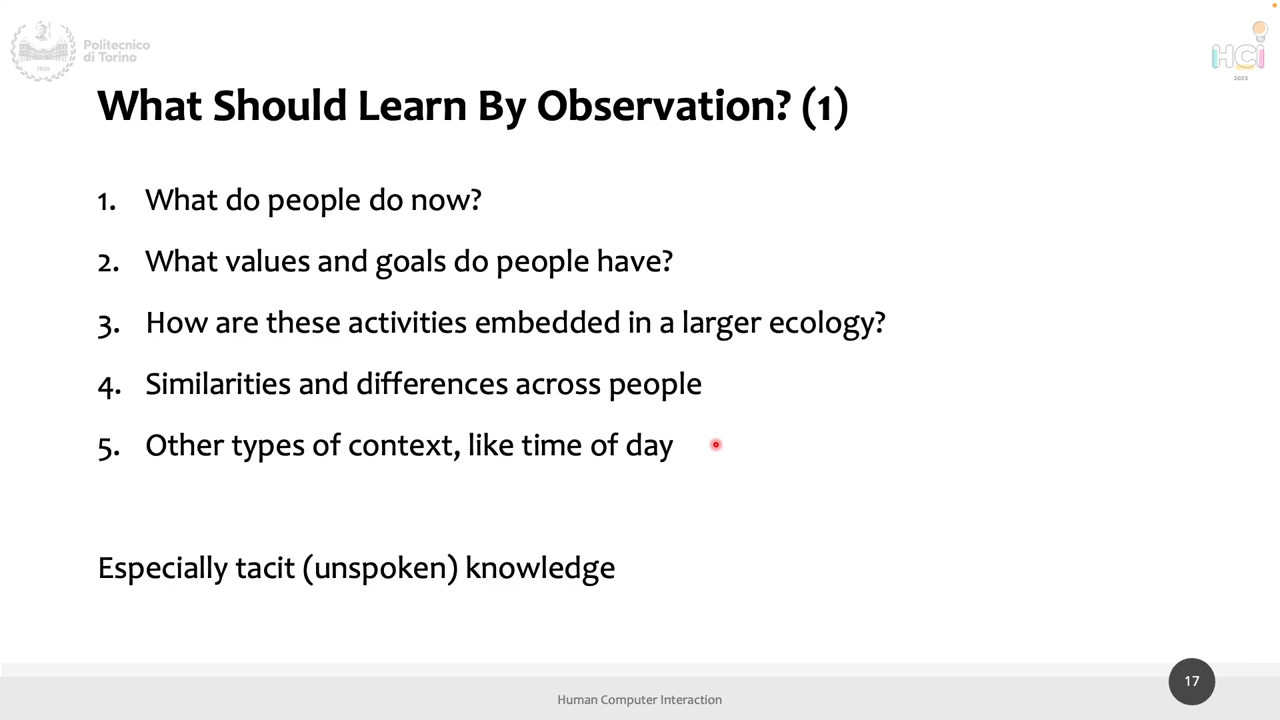 Politecnico
di Torino
1859
HCI
2023
What Should Learn By Observation? (1)
1. What do people do now?
2. What values and goals do people have?
3. How are these activities embedded in a larger ecology?
4. Similarities and differences across people
5. Other types of context, like time of day
Especially tacit (unspoken) knowledge
17
Human Computer Interaction